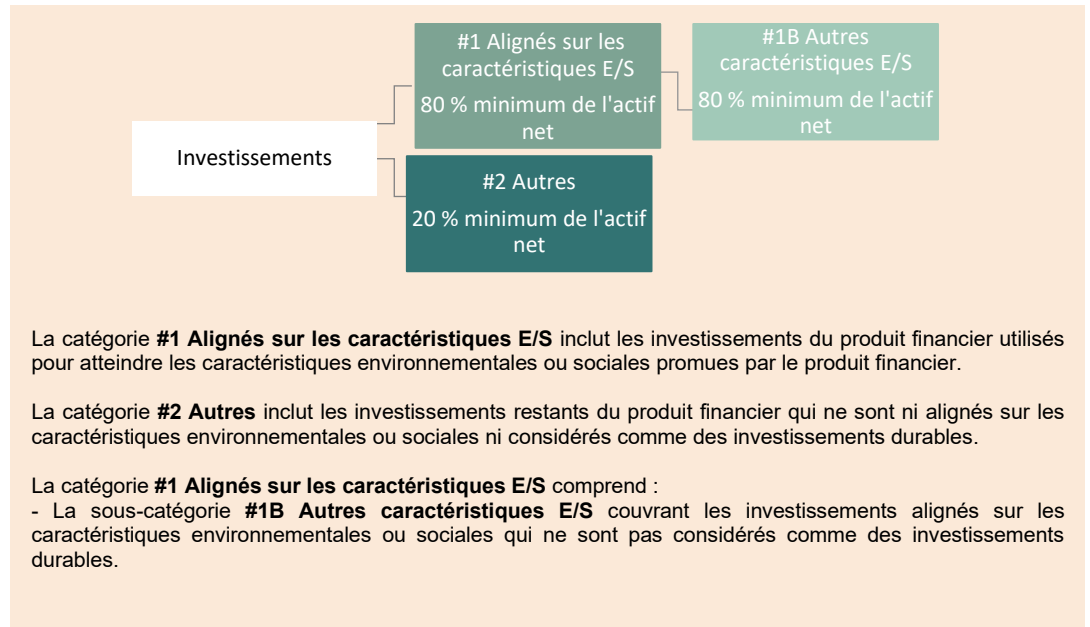 #1 Alignés sur les
caractéristiques E/S
80 % minimum de l'actif
net
#1B Autres
caractéristiques E/S
80 % minimum de l'actif
net
Investissements
#2 Autres
20 % minimum de l'actif
net
La catégorie #1 Alignés sur les caractéristiques E/S inclut les investissements du produit financier utilisés
pour atteindre les caractéristiques environnementales ou sociales promues par le produit financier.
La catégorie #2 Autres inclut les investissements restants du produit financier qui ne sont ni alignés sur les
caractéristiques environnementales ou sociales ni considérés comme des investissements durables.
La catégorie #1 Alignés sur les caractéristiques E/S comprend :
- La sous-catégorie #1B Autres caractéristiques E/S couvrant les investissements alignés sur les
caractéristiques environnementales ou sociales qui ne sont pas considérés comme des investissements
durables.